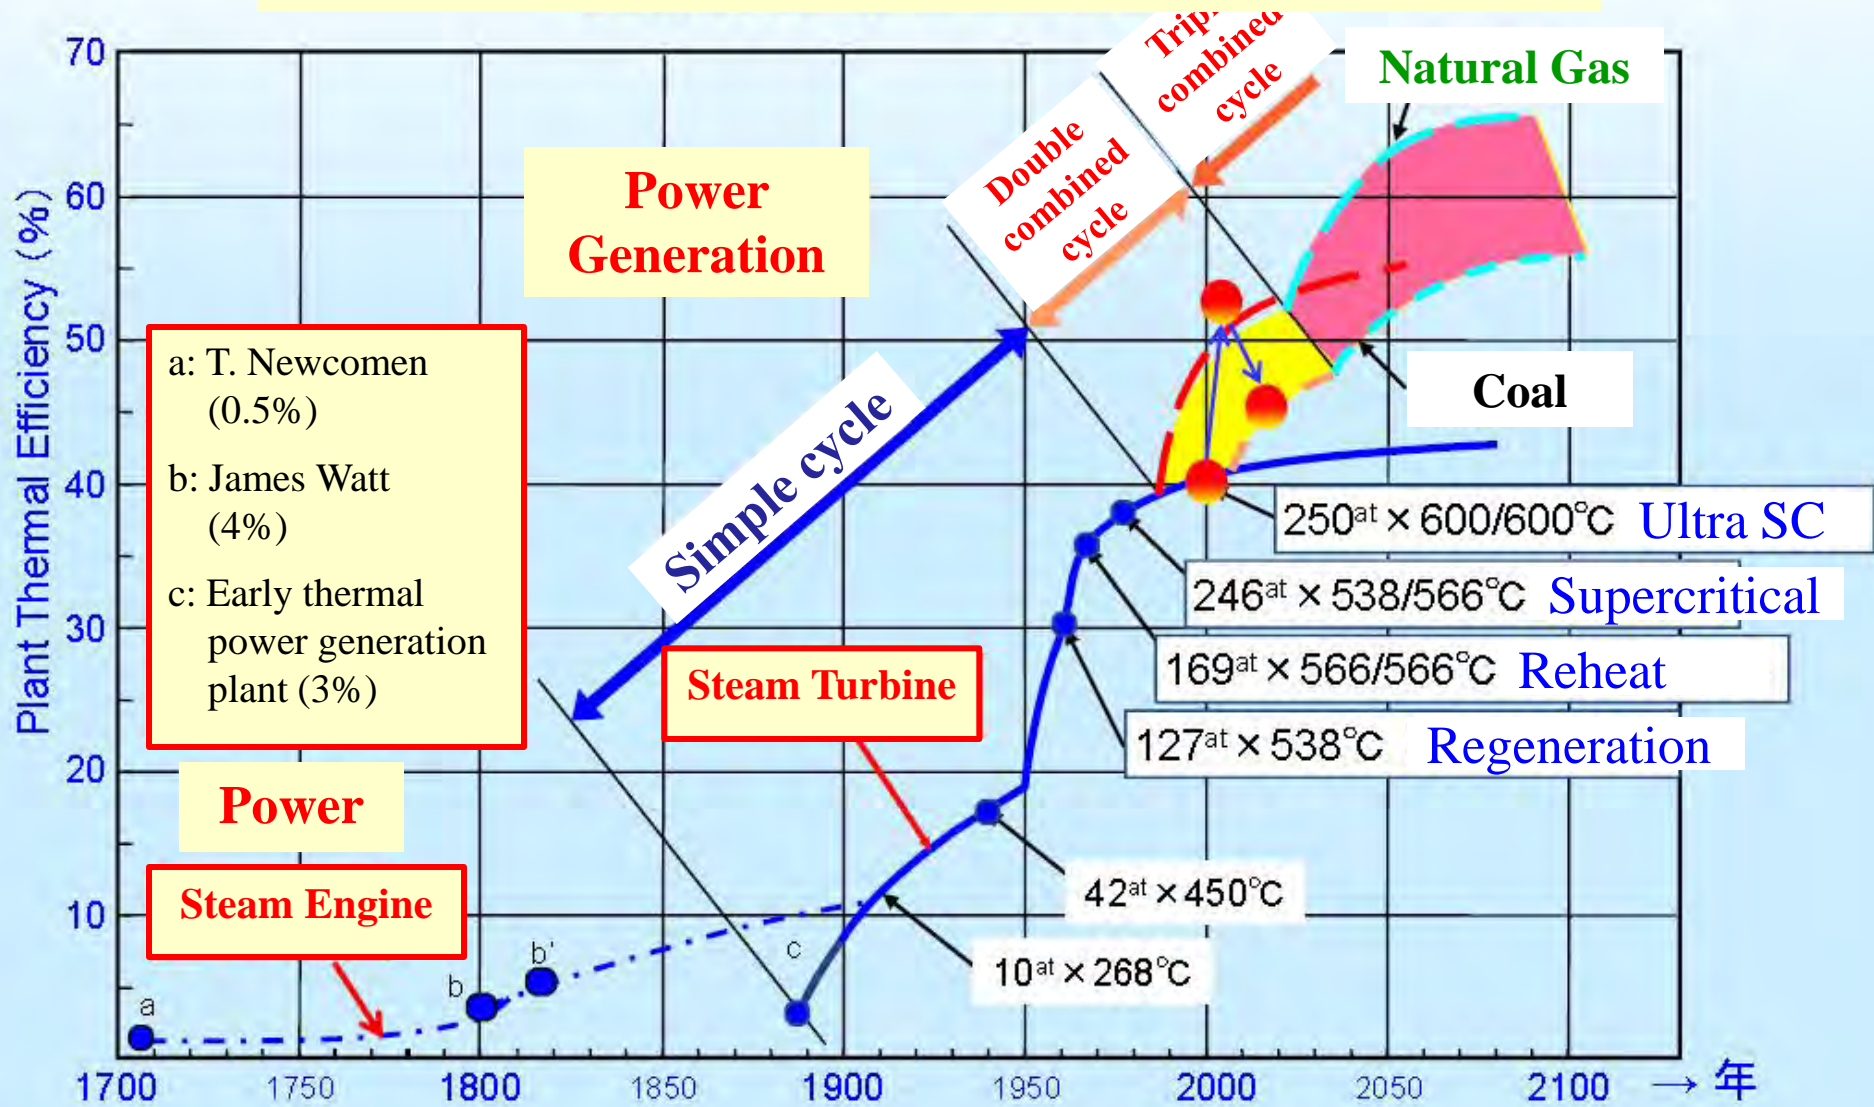 Triple
combined
cycle
Natural Gas
Double
combined
cycle
Power
Generation
Coal
Simple cycle
a: T. Newcomen
(0.5%)
b: James Watt
(4%)
c: Early thermal
power generation
plant (3%)
Steam Turbine
Power
Steam Engine
250at × 600/600°C Ultra SC
246at × 538/566°C Supercritical
169at × 566/566°C Reheat
127at × 538°C Regeneration
42at × 450°C
10at × 268°C
a
b
b'
c
Plant Thermal Efficiency (%)
70
60
50
40
30
20
10
1700 1750 1800 1850 1900 1950 2000 2050 2100 → 年